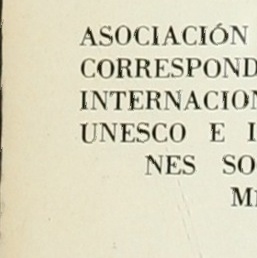 ASOCIACIÓN
CORRESPOND
INTERNACION
UNESCO E I
NES SO
M